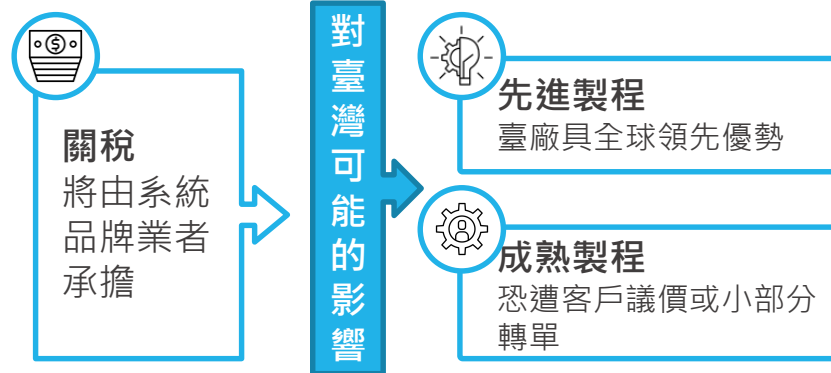 關稅
將由系統
品牌業者
承擔
對臺灣可能的影響
先進製程
臺廠具全球領先優勢
成熟製程
恐遭客戶議價或小部分
轉單